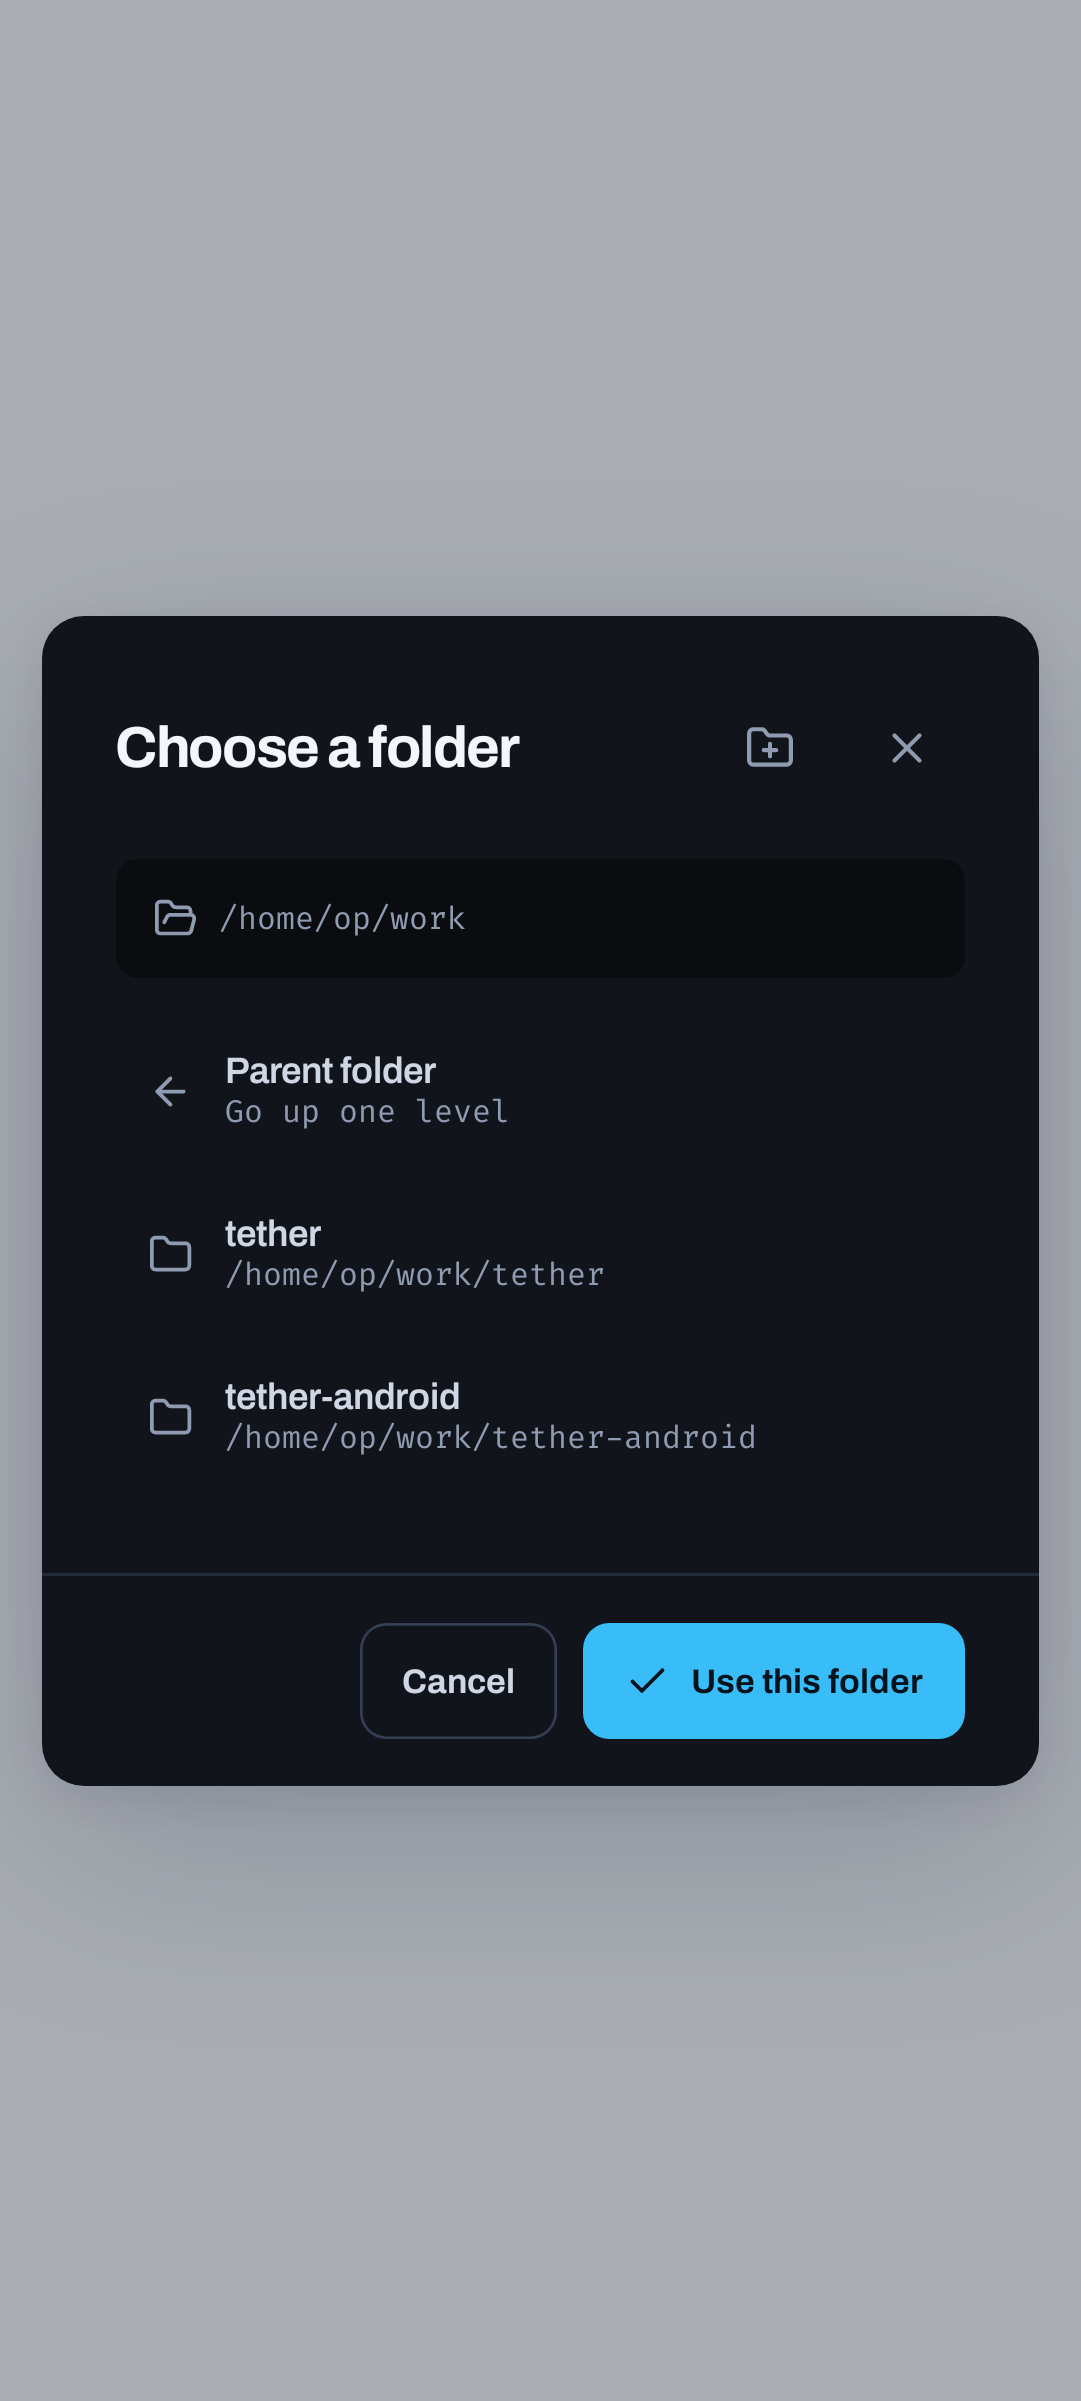 Choose a folder
/home/op/work
Parent folder
Go up one level
tether
/home/op/work/tether
tether-android
/home/op/work/tether-android
Cancel
Use this folder